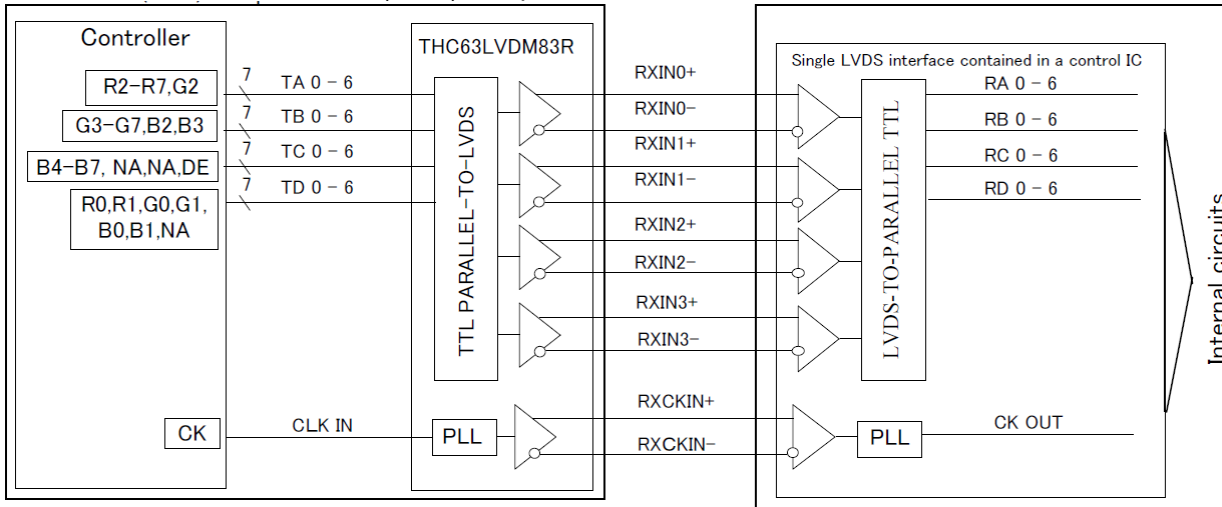 Controller
R2-R7,G2
G3-G7,B2,B3
B4-B7, NA,NA,DE
R0,R1,G0,G1,
B0,B1,NA
CK
7
TA 0 - 6
7
TB 0 - 6
7
TC 0 - 6
7
TD 0 - 6
CLK IN
THC63LVDM83R
TTL PARALLEL-TO-LVDS
PLL
RXIN0+
RXIN0-
RXIN1+
RXIN1-
RXIN2+
RXIN2-
RXIN3+
RXIN3-
RXCKIN+
RXCKIN-
Single LVDS interface contained in a control IC
LVDS-TO-PARALLEL TTL
PLL
RA 0 - 6
RB 0 - 6
RC 0 - 6
RD 0 - 6
CK OUT
Internal circuits